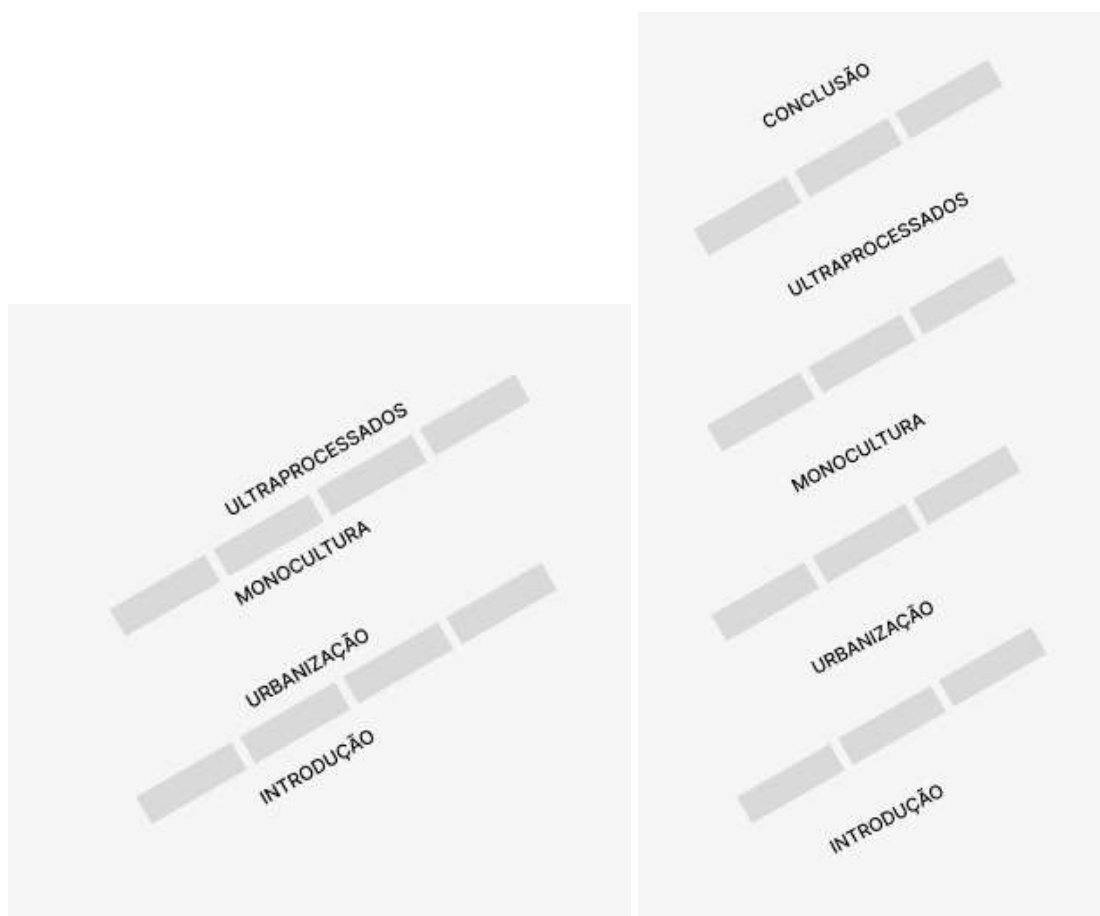 ULTRAPROCESSADOS
MONOCULTURA
URBANIZAÇÃO
INTRODUÇÃO
CONCLUSÃO
ULTRAPROCESSADOS
MONOCULTURA
URBANIZAÇÃO
INTRODUÇÃO